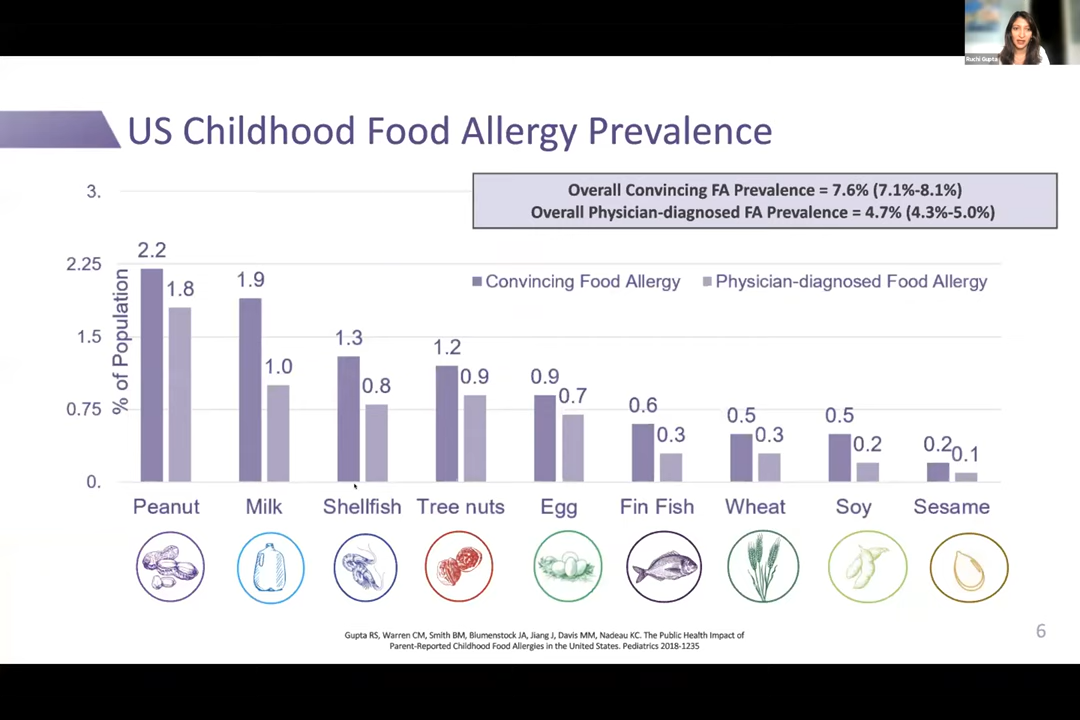 Ruchi Gupta
US Childhood Food Allergy Prevalence
Overall Convincing FA Prevalence = 7.6% (7.1%-8.1%)
Overall Physician-diagnosed FA Prevalence = 4.7% (4.3%-5.0%)
Convincing Food Allergy Physician-diagnosed Food Allergy
% of Population
3.
2.25
1.5
0.75
0.
2.2 1.8 1.9 1.0 1.3 0.8 1.2 0.9 0.9 0.7 0.6 0.3 0.5 0.3 0.5 0.2 0.2 0.1
Peanut Milk Shellfish Tree nuts Egg Fin Fish Wheat Soy Sesame
Gupta RS, Warren CM, Smith BM, Blumenstock JA, Jiang J, Davis MM, Nadeau KC. The Public Health Impact of
Parent-Reported Childhood Food Allergies in the United States. Pediatrics 2018-1235
6